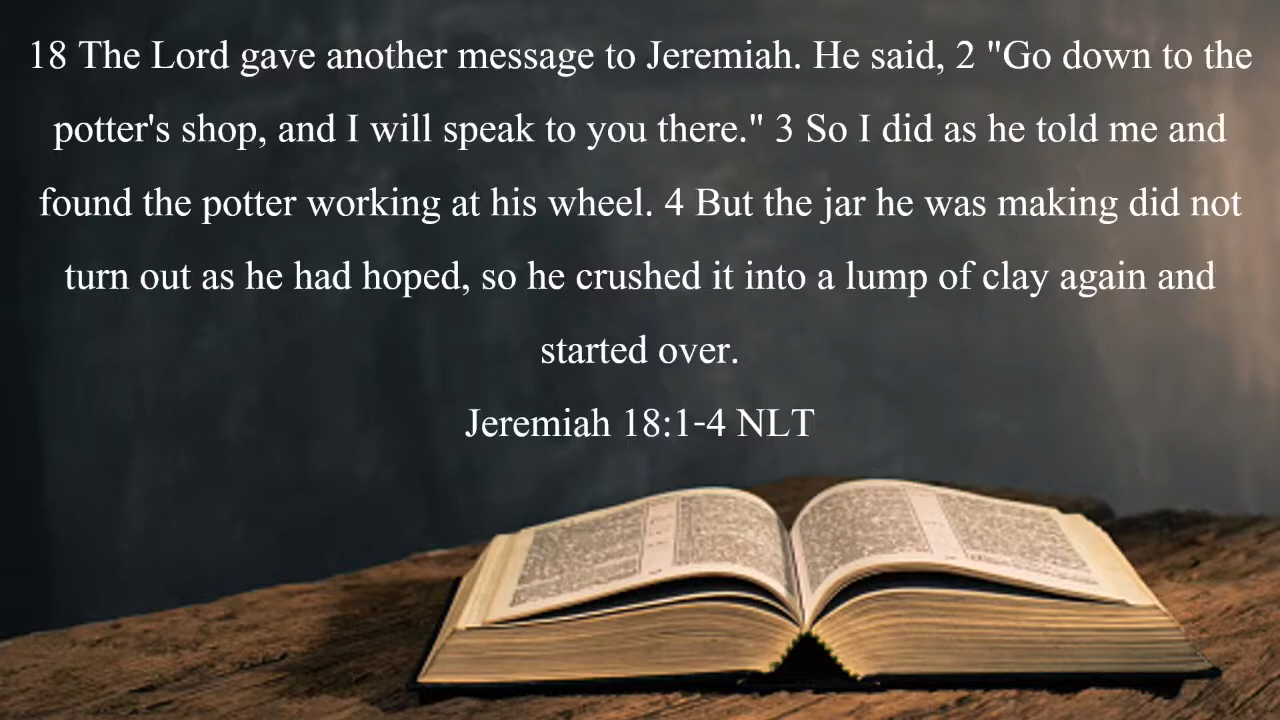 18 The Lord gave another message to Jeremiah. He said, 2 "Go down to the
potter's shop, and I will speak to you there." 3 So I did as he told me and
found the potter working at his wheel. 4 But the jar he was making did not
turn out as he had hoped, so he crushed it into a lump of clay again and
started over.
Jeremiah 18:1-4 NLT